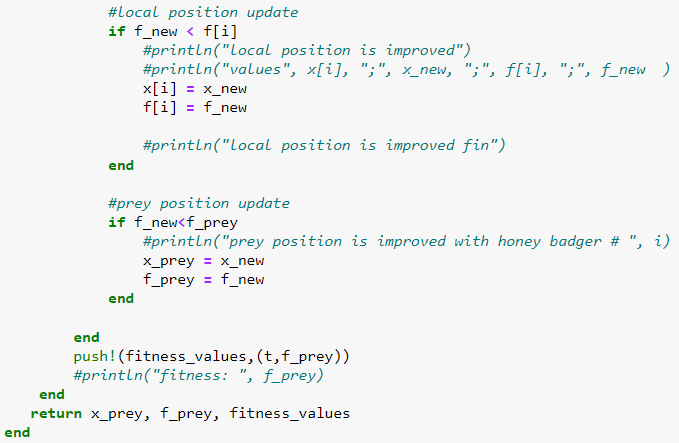 #local position update
if f_new < f[i]
#println("local position is improved")
#println("values", x[i], ";", x_new, ";", f[i], ";", f_new  )
x[i] = x_new
f[i] = f_new
#println("local position is improved fin")
end
#prey position update
if f_new<f_prey
#println("prey position is improved with honey badger # ", i)
x_prey = x_new
f_prey = f_new
end
end
push!(fitness_values,(t,f_prey))
#println("fitness: ", f_prey)
end
return x_prey, f_prey, fitness_values
end